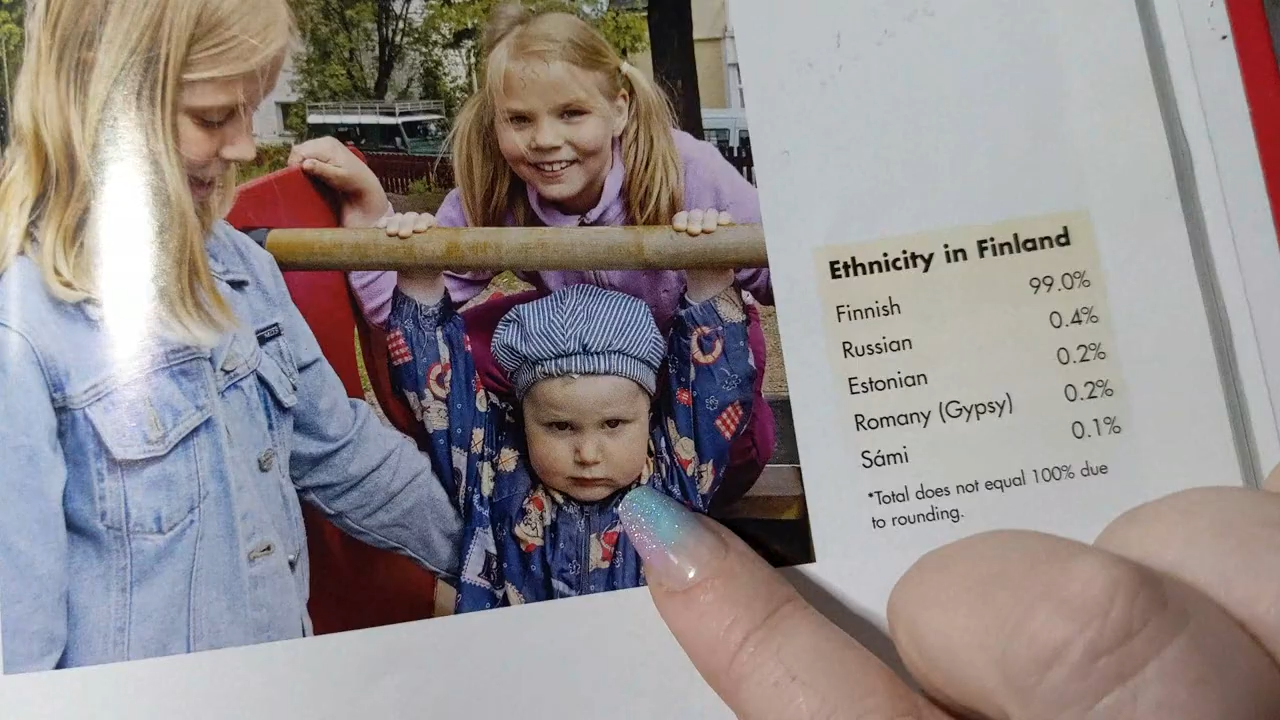 Ethnicity in Finland
Finnish 99.0%
Russian 0.4%
Estonian 0.2%
Romany (Gypsy) 0.2%
Sámi 0.1%
*Total does not equal 100% due
to rounding.